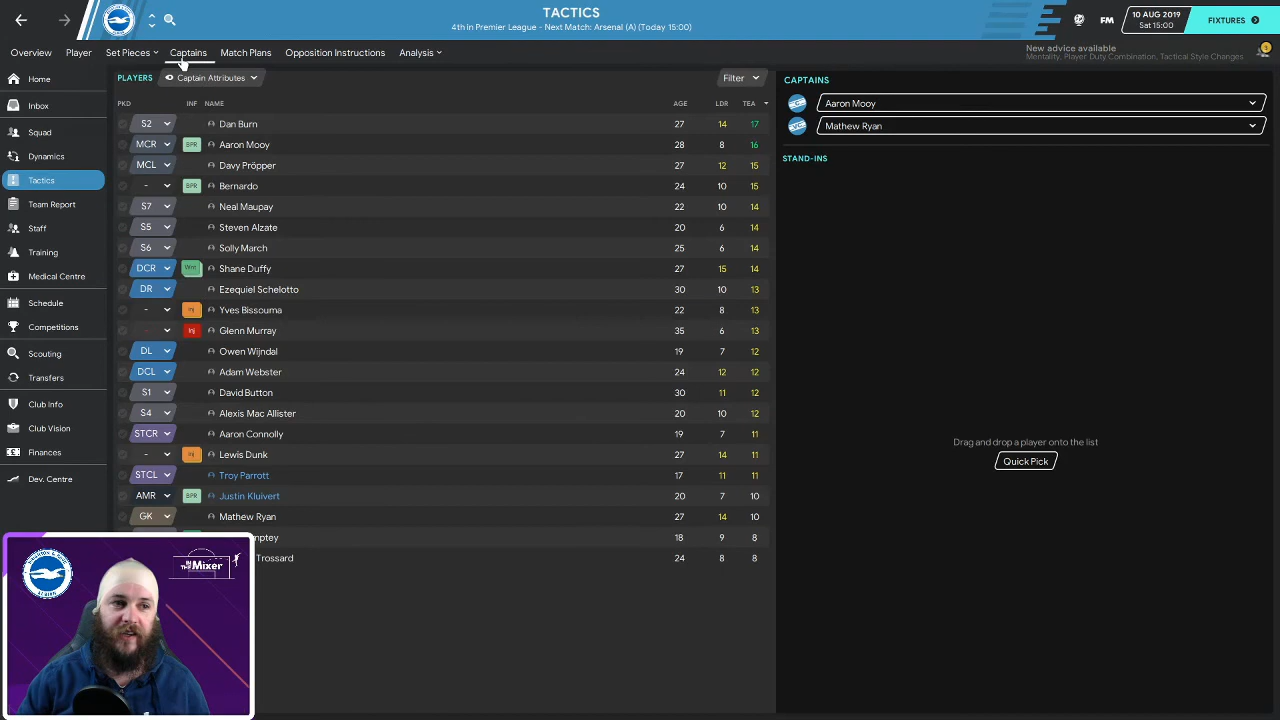 TACTICS
4th In Premier League - Next Match: Arsenal (A) (Today 15:00)
FM
10 AUG 2019
Sat 15:00
FIXTURES
Overview Player Set Pieces Captains Match Plans Opposition Instructions Analysis
New advice available
Mentality, Player Duty Combination, Tactical Style Changes
Home
Inbox
Squad
Dynamics
Tactics
Team Report
Staff
Training
Medical Centre
Schedule
Competitions
Scouting
Transfers
Club Info
Club Vision
Finances
Dev. Centre
PLAYERS Captain Attributes Filter
PKD INF NAME AGE LDR TEA
S2 Dan Burn 27 14 17
MCR BPR Aaron Mooy 28 8 16
MCL Davy Pröpper 27 12 15
- BPR Bernardo 24 10 15
S7 Neal Maupay 22 10 14
S5 Steven Alzate 20 6 14
S6 Solly March 25 6 14
DCR Wnt Shane Duffy 27 15 14
DR Ezequiel Schelotto 30 10 13
- Inj Yves Bissouma 22 8 13
- Inj Glenn Murray 35 6 13
DL Owen Wijndal 19 7 12
DCL Adam Webster 24 12 12
S1 David Button 30 11 12
S4 Alexis Mac Allister 20 10 12
STCR Aaron Connolly 19 7 11
- Inj Lewis Dunk 27 14 11
STCL Troy Parrott 17 11 11
AMR BPR Justin Kluivert 20 7 10
GK Mathew Ryan 27 14 10
mptey 18 9 8
Trossard 24 8 8
CAPTAINS
C Aaron Mooy
VC Mathew Ryan
STAND-INS
Drag and drop a player onto the list
Quick Pick
IN THE Mixer
ALBION